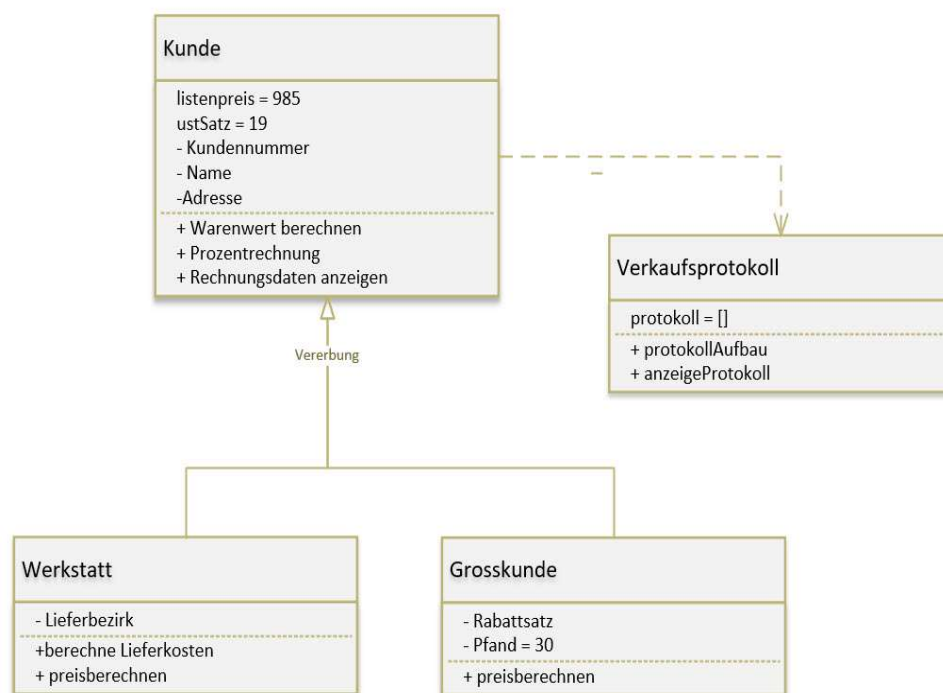 Kunde
listenpreis = 985
ustSatz = 19
- Kundennummer
- Name
-Adresse
+ Warenwert berechnen
+ Prozentrechnung
+ Rechnungsdaten anzeigen
Verkaufsprotokoll
protokoll = []
+ protokollAufbau
+ anzeigeProtokoll
Vererbung
Werkstatt
- Lieferbezirk
+berechne Lieferkosten
+ preisberechnen
Grosskunde
- Rabattsatz
- Pfand = 30
+ preisberechnen